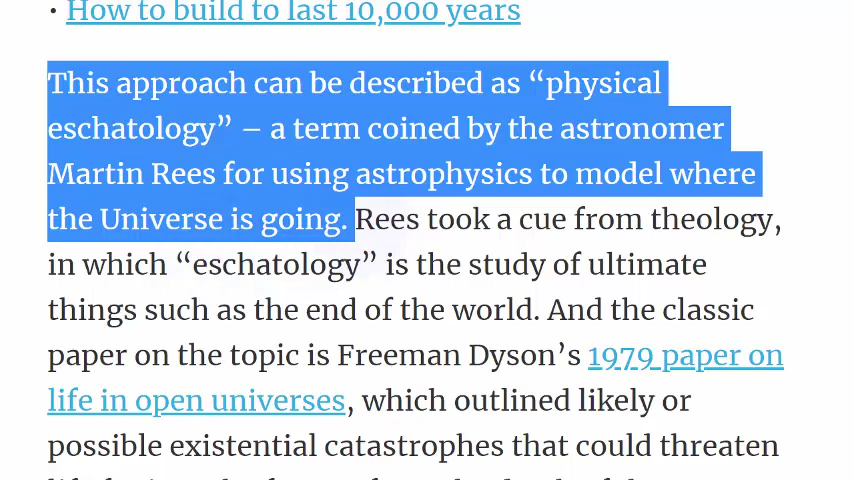 • How to build to last 10,000 years
This approach can be described as “physical
eschatology” – a term coined by the astronomer
Martin Rees for using astrophysics to model where
the Universe is going. Rees took a cue from theology,
in which “eschatology” is the study of ultimate
things such as the end of the world. And the classic
paper on the topic is Freeman Dyson’s 1979 paper on
life in open universes, which outlined likely or
possible existential catastrophes that could threaten